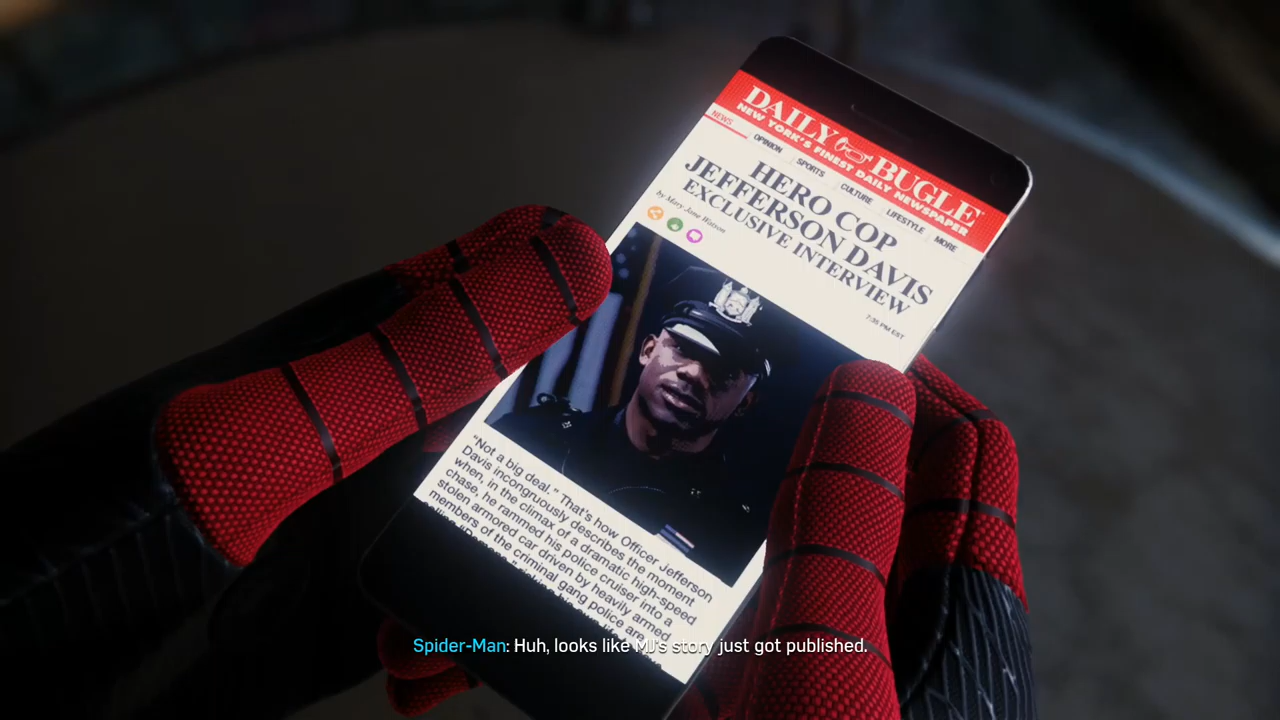 DAILY BUGLE
NEW YORK'S FINEST DAILY NEWSPAPER
NEWS OPINION SPORTS CULTURE LIFESTYLE MORE
HERO COP
JEFFERSON DAVIS
EXCLUSIVE INTERVIEW
by Mary Jane Watson
7:35 PM EST
"Not a big deal." That's how Officer Jefferson
Davis incongruously describes the moment
when, in the climax of a dramatic high-speed
chase, he rammed his police cruiser into a
stolen armored car driven by heavily armed
members of the criminal gang police are
Spider-Man: Huh, looks like MJ's story just got published.